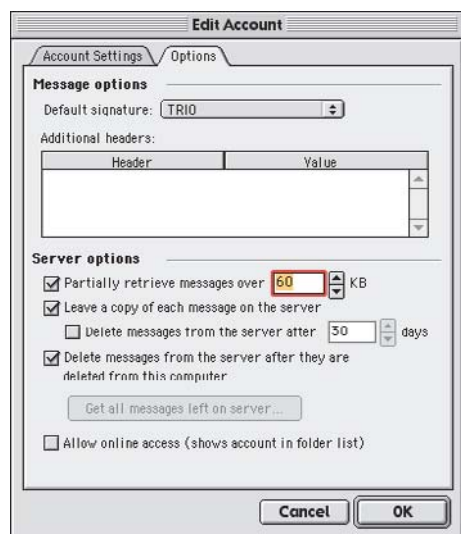 Edit Account
Account Settings Options
Message options
Default signature: TRIO
Additional headers:
Header Value
Server options
Partially retrieve messages over 60 KB
Leave a copy of each message on the server
Delete messages from the server after 30 days
Delete messages from the server after they are
deleted from this computer
Get all messages left on server...
Allow online access (shows account in folder list)
Cancel OK